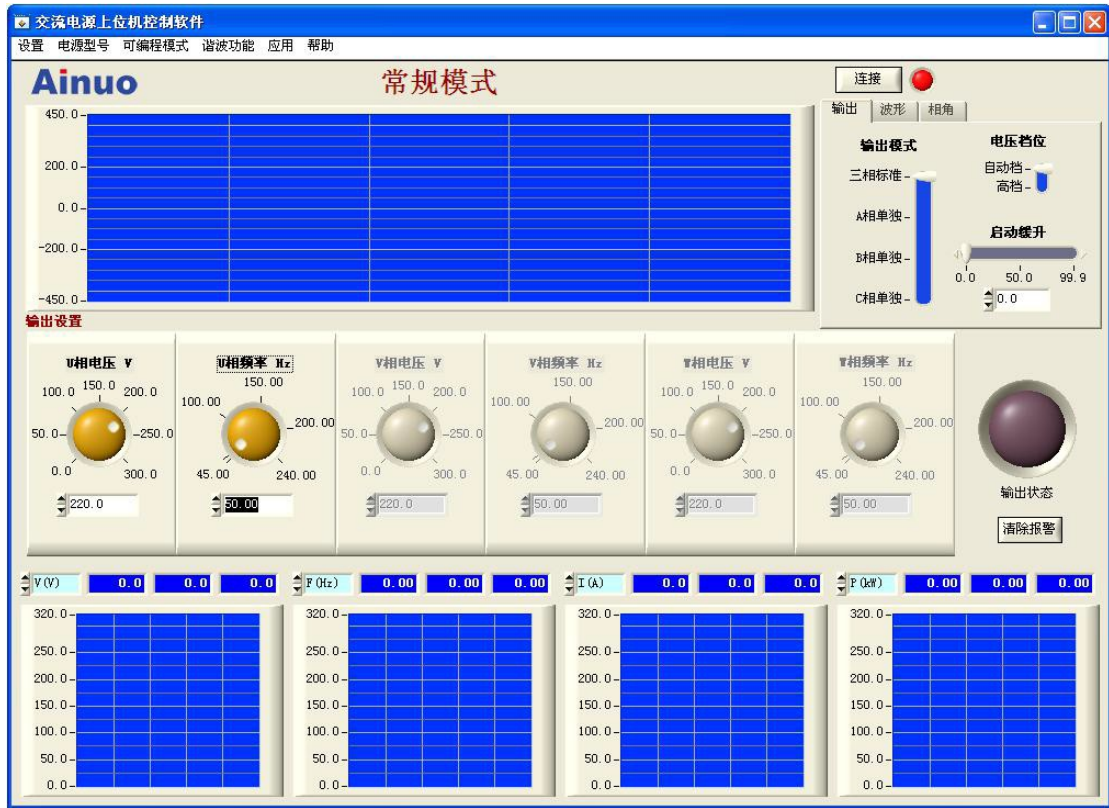 交流电源上位机控制软件
设置 电源型号 可编程模式 谐波功能 应用 帮助
Ainuo 常规模式 连接
输出 波形 相角
450.0
200.0
0.0
-200.0
-450.0
输出模式
三相标准
A相单独
B相单独
C相单独
电压档位
自动档
高档
启动缓升
0.0 50.0 99.9
0.0
输出设置
U相电压 V
100.0 150.0 200.0
50.0 250.0
0.0 300.0
220.0
U相频率 Hz
150.00
100.00 200.00
45.00 240.00
50.00
V相电压 V
100.0 150.0 200.0
50.0 250.0
0.0 300.0
220.0
V相频率 Hz
150.00
100.00 200.00
45.00 240.00
50.00
W相电压 V
100.0 150.0 200.0
50.0 250.0
0.0 300.0
220.0
W相频率 Hz
150.00
100.00 200.00
45.00 240.00
50.00
输出状态
清除报警
V(V) 0.0 0.0 0.0 F(Hz) 0.00 0.00 0.00 I(A) 0.0 0.0 0.0 P(kW) 0.00 0.00 0.00
320.0 320.0 320.0 320.0
250.0 250.0 250.0 250.0
200.0 200.0 200.0 200.0
150.0 150.0 150.0 150.0
100.0 100.0 100.0 100.0
50.0 50.0 50.0 50.0
0.0 0.0 0.0 0.0